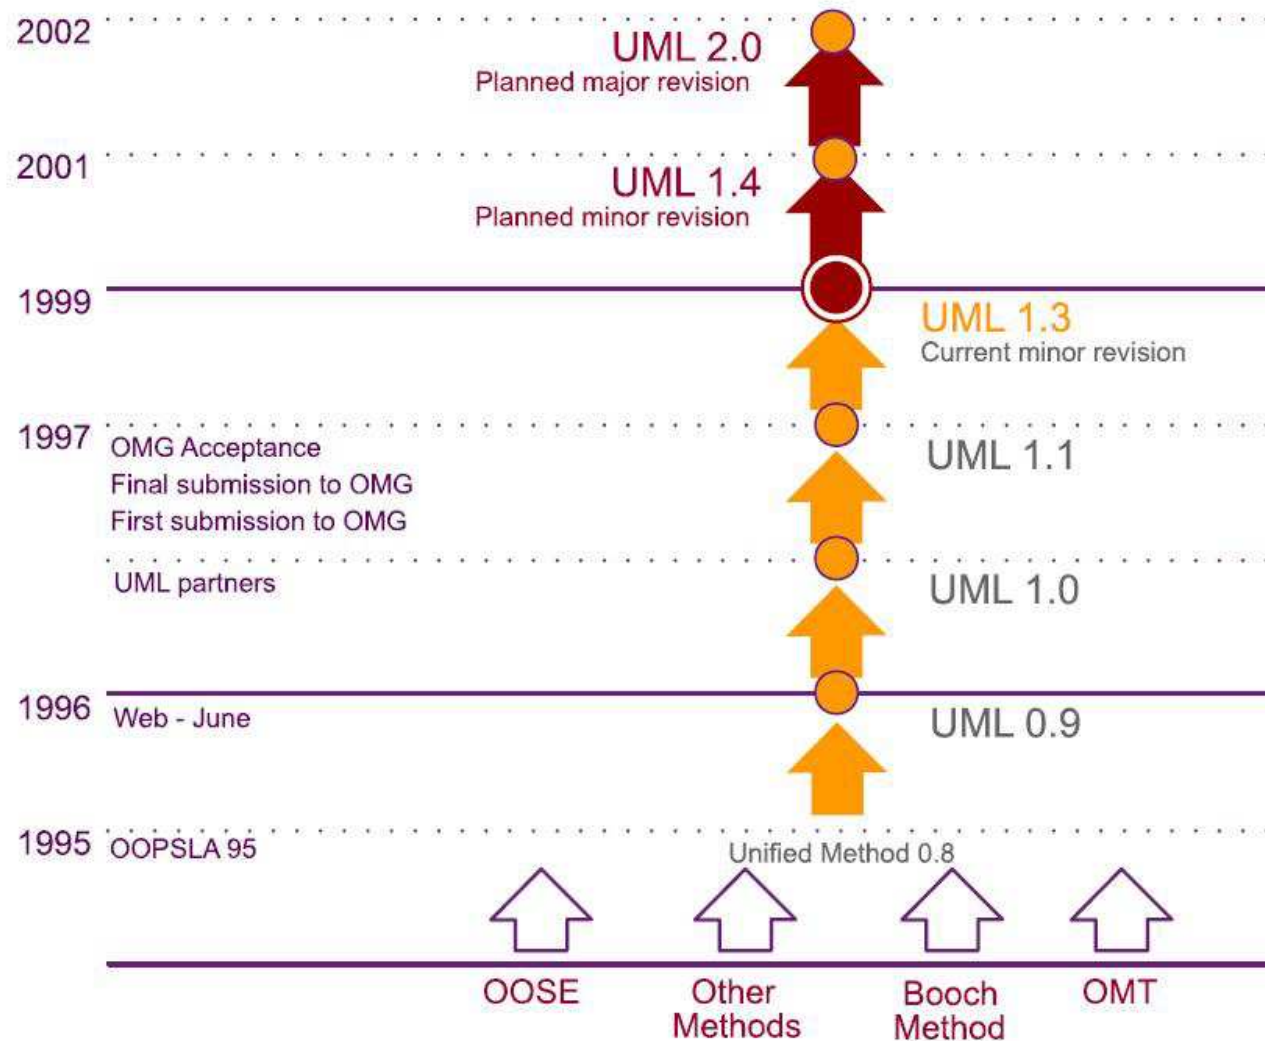 2002
UML 2.0
Planned major revision
2001
UML 1.4
Planned minor revision
1999
UML 1.3
Current minor revision
1997
OMG Acceptance
UML 1.1
Final submission to OMG
First submission to OMG
UML partners
UML 1.0
1996
Web - June
UML 0.9
1995
OOPSLA 95
Unified Method 0.8
OOSE
Other
Methods
Booch
Method
OMT